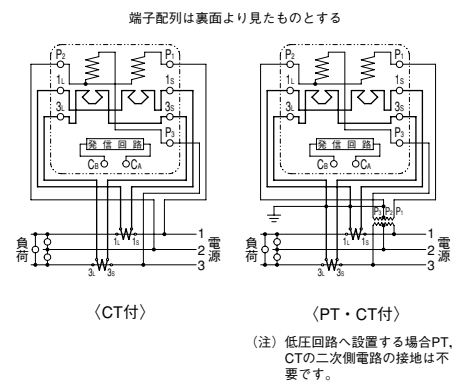 端子配列は裏面より見たものとする
P2 P1
1L 1S
3L 3S
P3
発信回路
CB CA
負荷
1L 1S
3L 3S
1
2
3
電源
〈CT付〉
P2 P1
1L 1S
3L 3S
P3
発信回路
CB CA
P3 P2 P1
負荷
1L 1S
3L 3S
1
2
3
電源
〈PT・CT付〉
(注) 低圧回路へ設置する場合PT,
CTの二次側電路の接地は不
要です。